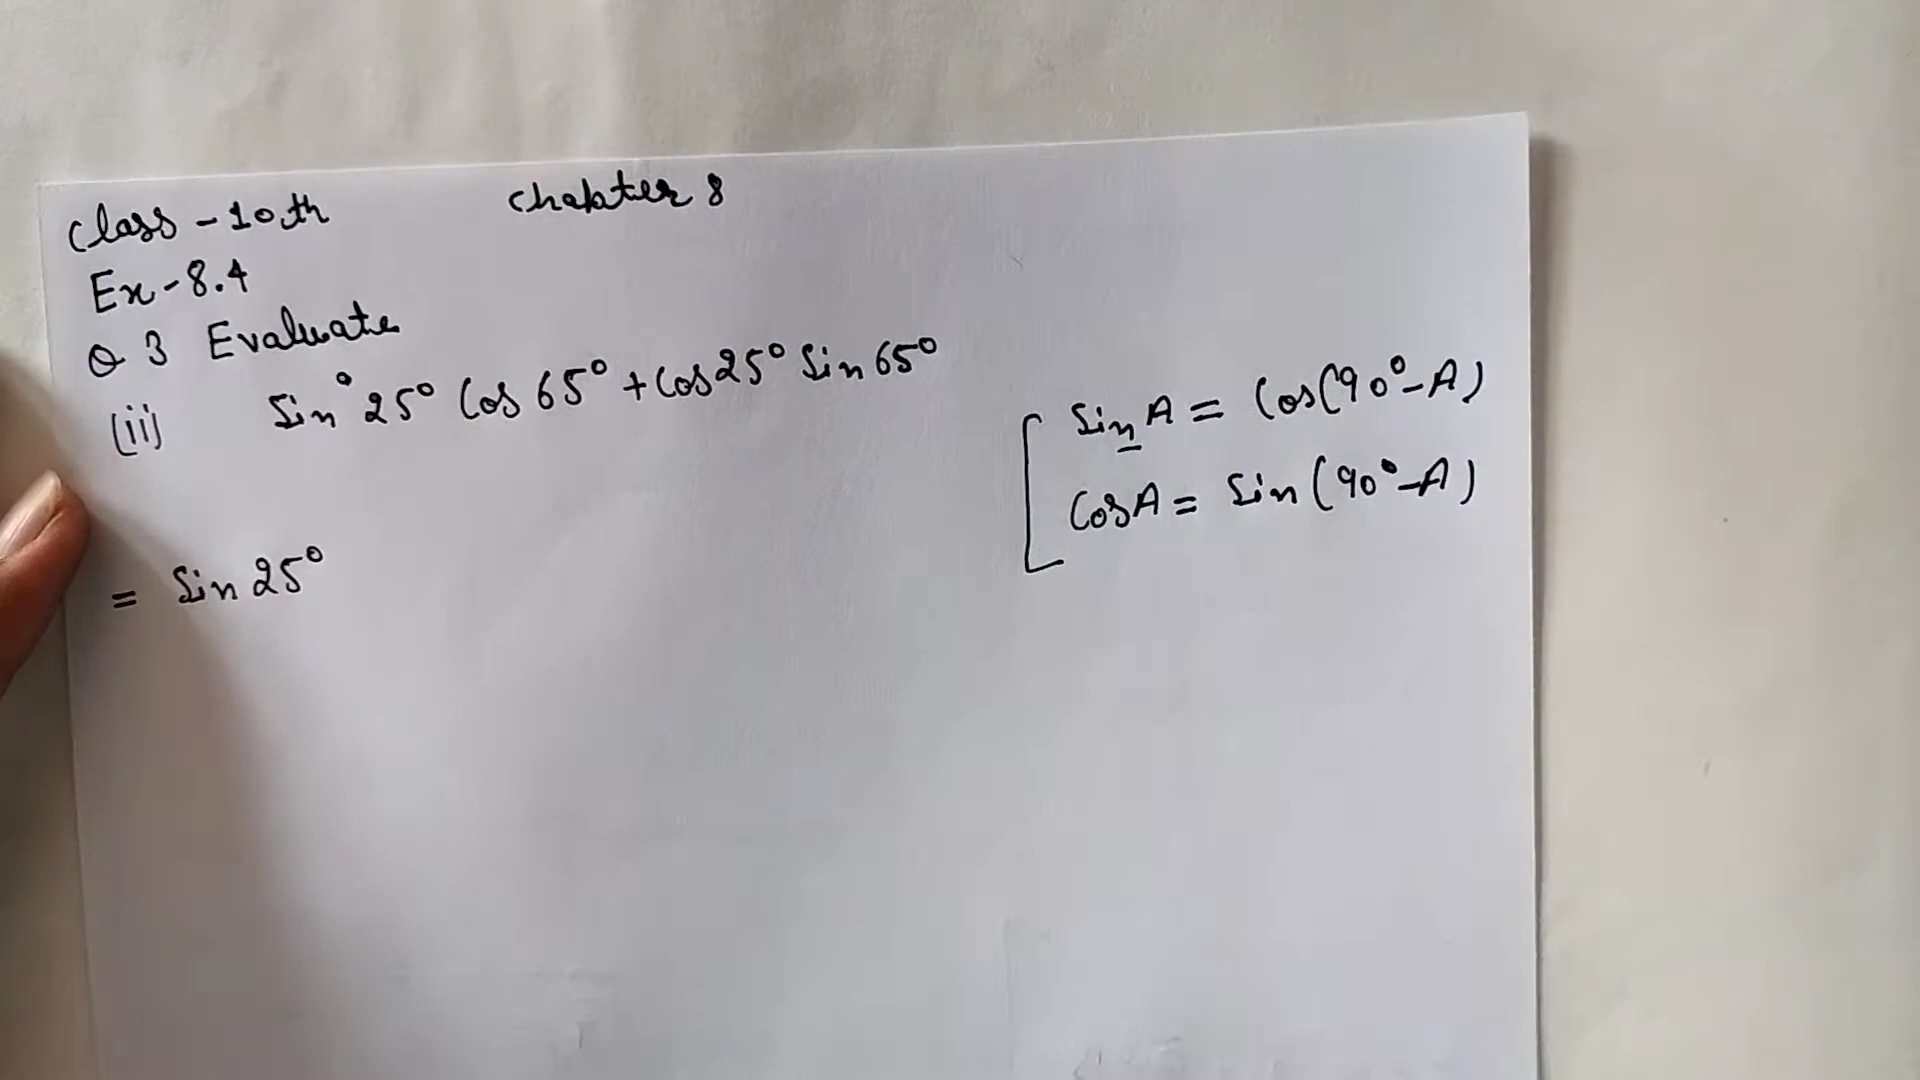 Class - 10th
Chapter 8
Ex - 8.4
Q 3 Evaluate
(ii) Sin° 25° Cos 65° + Cos 25° Sin 65°
Sin A = Cos(90° - A)
Cos A = Sin (90° - A)
= Sin 25°